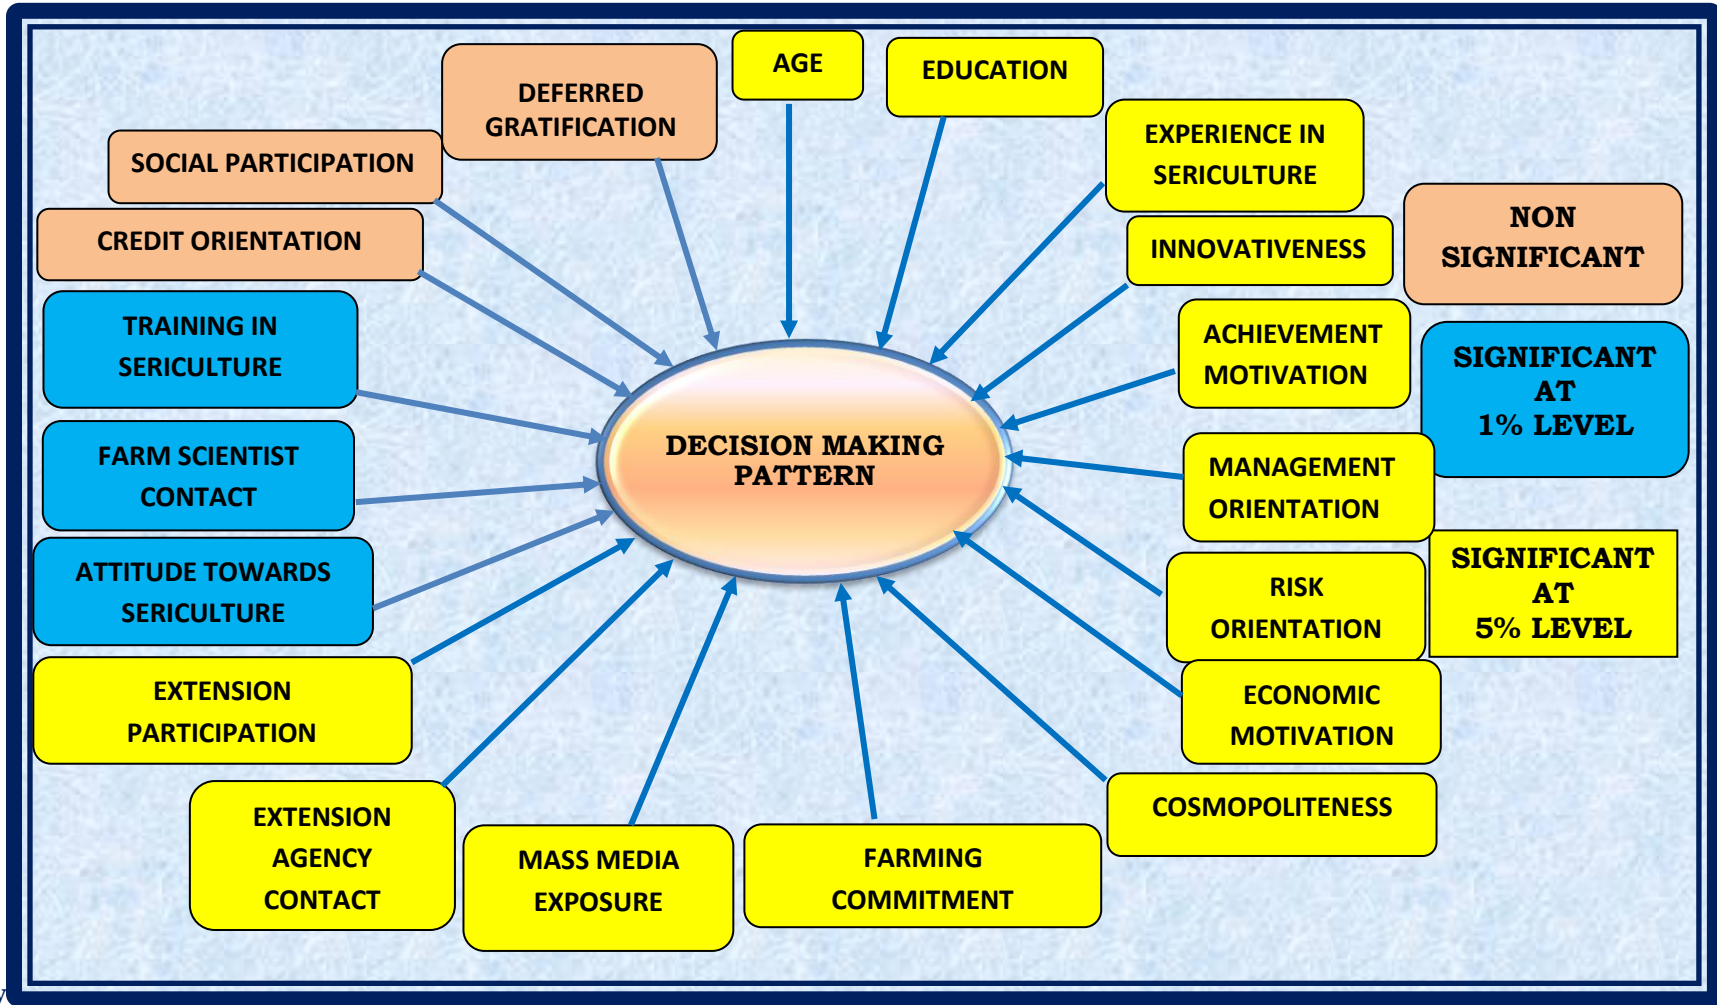 AGE
EDUCATION
DEFERRED
GRATIFICATION
EXPERIENCE IN
SERICULTURE
SOCIAL PARTICIPATION
CREDIT ORIENTATION
INNOVATIVENESS
NON
SIGNIFICANT
TRAINING IN
SERICULTURE
ACHIEVEMENT
MOTIVATION
SIGNIFICANT
AT
1% LEVEL
DECISION MAKING
PATTERN
FARM SCIENTIST
CONTACT
MANAGEMENT
ORIENTATION
ATTITUDE TOWARDS
SERICULTURE
RISK
ORIENTATION
SIGNIFICANT
AT
5% LEVEL
EXTENSION
PARTICIPATION
ECONOMIC
MOTIVATION
COSMOPOLITENESS
EXTENSION
AGENCY
CONTACT
MASS MEDIA
EXPOSURE
FARMING
COMMITMENT
y